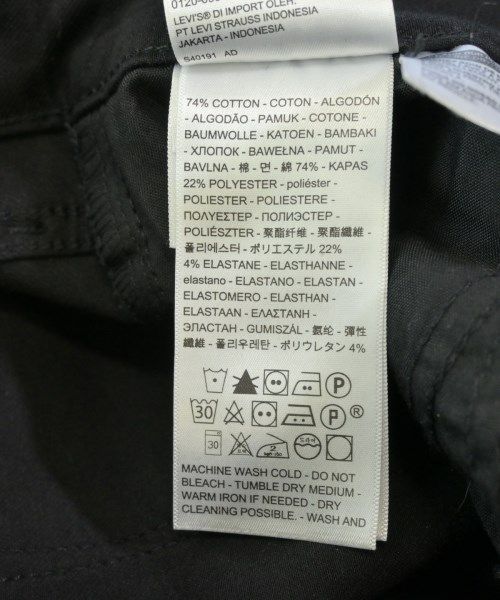 LEVI'S® DI IMPORT OLEH:
PT LEVI STRAUSS INDONESIA
JAKARTA - INDONESIA
S40191 AD
74% COTTON - COTON - ALGODÓN
- ALGODÃO - PAMUK - COTONE -
BAUMWOLLE - KATOEN - BAMBAKI
- ХЛОПОК - BAWEŁNA - PAMUT -
BAVLNA - 棉 - 면 - 綿 74% - KAPAS
22% POLYESTER - poliéster -
POLIESTER - POLIESTERE -
ΠΟΛΥΕΣΤΕΡ - ПОЛИЭСТЕР -
POLIÉSZTER - 聚酯纤维 - 聚酯纖維 -
폴리에스터 - ポリエステル 22%
4% ELASTANE - ELASTHANNE -
elastano - ELASTANO - ELASTAN -
ELASTOMERO - ELASTHAN -
ELASTAAN - ΕΛΑΣΤΑΝΗ -
ЭЛАСТАН - GUMISZÁL - 氨纶 - 彈性
纖維 - 폴리우레탄 - ポリウレタン 4%
P
30 P ®
30
MACHINE WASH COLD - DO NOT
BLEACH - TUMBLE DRY MEDIUM -
WARM IRON IF NEEDED - DRY
CLEANING POSSIBLE. - WASH AND